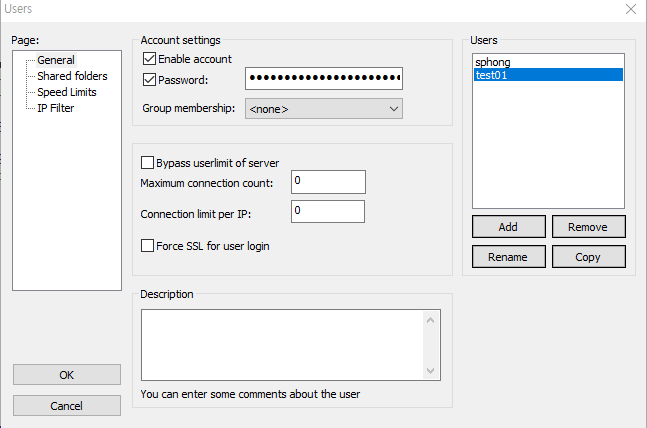 Users
Page:
General
Shared folders
Speed Limits
IP Filter
OK
Cancel
Account settings
Enable account
Password:
Group membership:
<none>
Bypass userlimit of server
Maximum connection count:
0
Connection limit per IP:
0
Force SSL for user login
Description
You can enter some comments about the user
Users
sphong
test01
Add
Remove
Rename
Copy